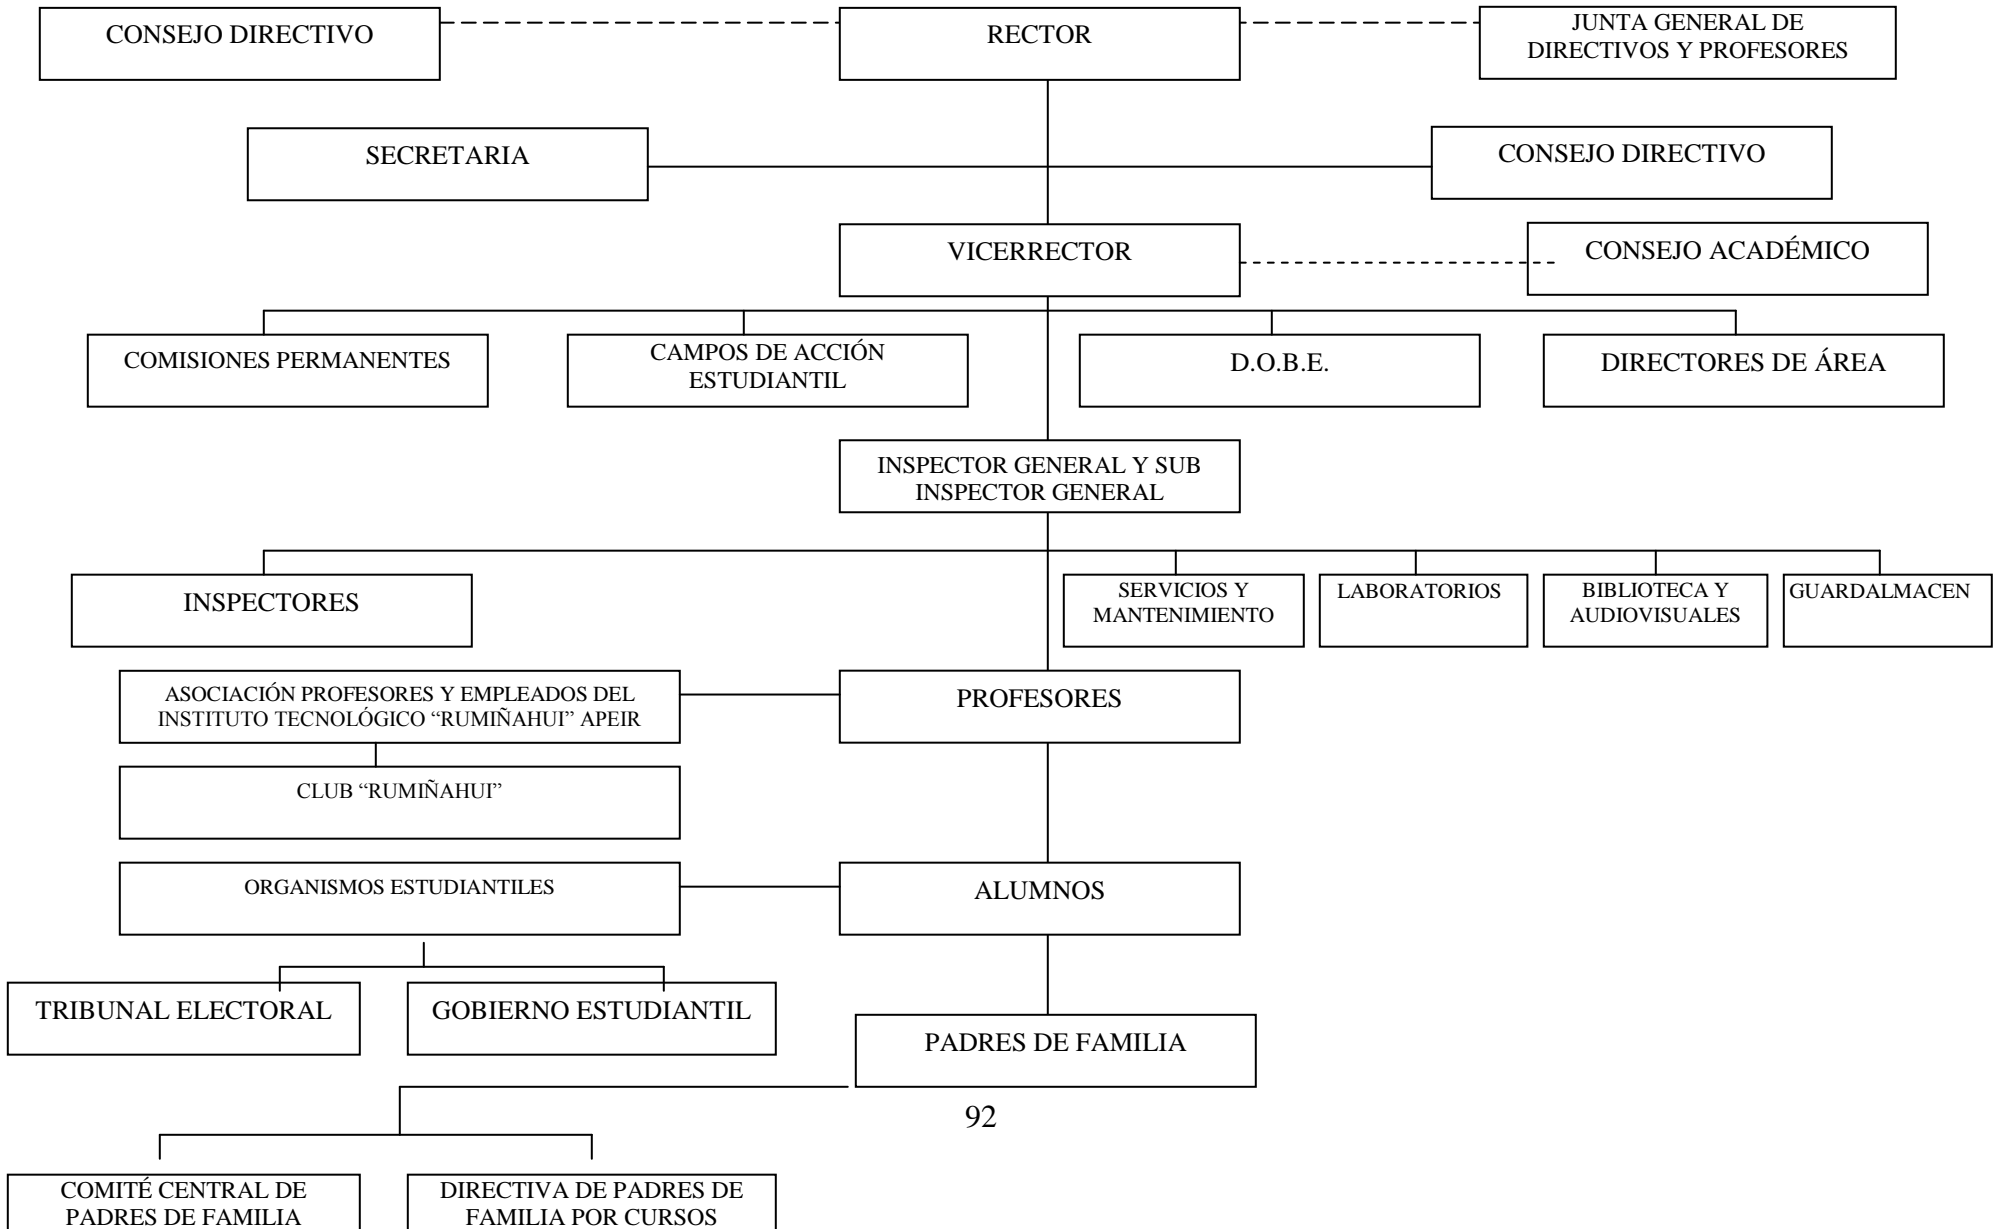 CONSEJO DIRECTIVO
RECTOR
JUNTA GENERAL DE
DIRECTIVOS Y PROFESORES
SECRETARIA
CONSEJO DIRECTIVO
VICERRECTOR
CONSEJO ACADÉMICO
COMISIONES PERMANENTES
CAMPOS DE ACCIÓN
ESTUDIANTIL
D.O.B.E.
DIRECTORES DE ÁREA
INSPECTOR GENERAL Y SUB
INSPECTOR GENERAL
INSPECTORES
SERVICIOS Y
MANTENIMIENTO
LABORATORIOS
BIBLIOTECA Y
AUDIOVISUALES
GUARDALMACEN
ASOCIACIÓN PROFESORES Y EMPLEADOS DEL
INSTITUTO TECNOLÓGICO “RUMIÑAHUI” APEIR
PROFESORES
CLUB “RUMIÑAHUI”
ORGANISMOS ESTUDIANTILES
ALUMNOS
TRIBUNAL ELECTORAL
GOBIERNO ESTUDIANTIL
PADRES DE FAMILIA
92
COMITÉ CENTRAL DE
PADRES DE FAMILIA
DIRECTIVA DE PADRES DE
FAMILIA POR CURSOS